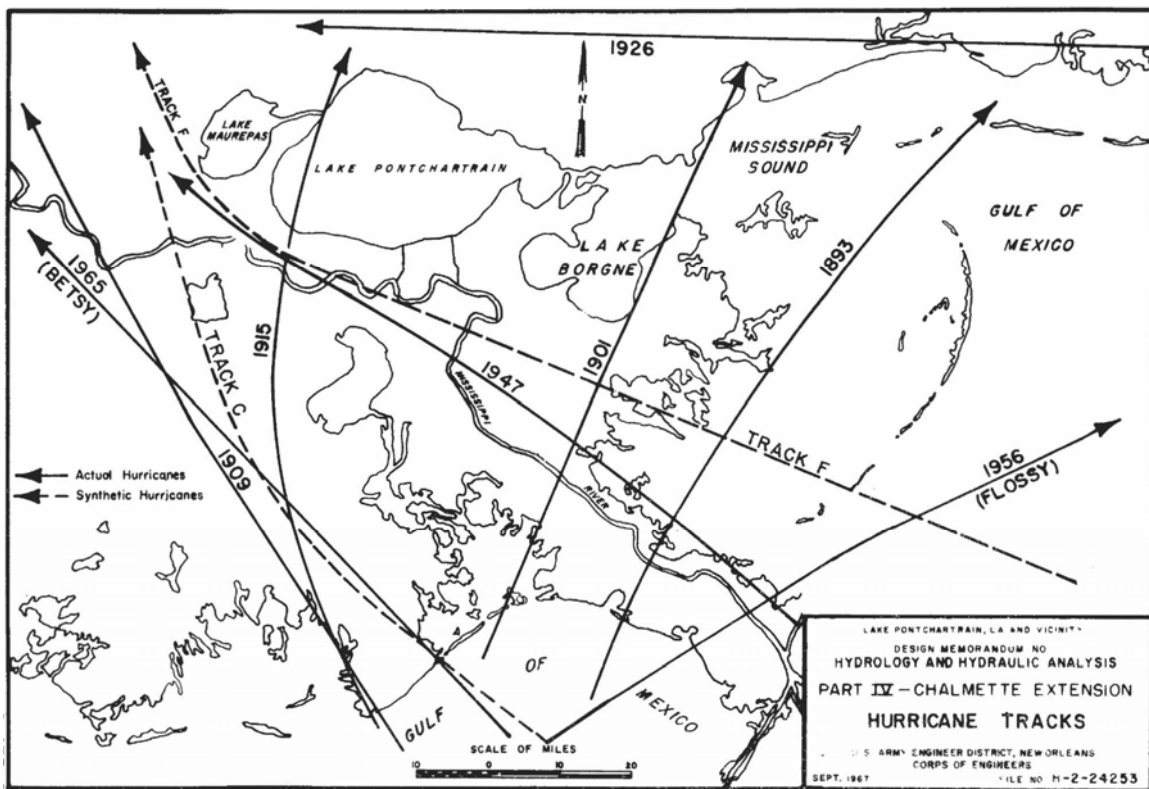 1926
N
TRACK F
LAKE
MAUREPAS
LAKE PONTCHARTRAIN
MISSISSIPPI
SOUND
GULF OF
MEXICO
LAKE
BORGNE
1893
1965
(BETSY)
1915
TRACK C
1901
1947
MISSISSIPPI
RIVER
TRACK F
1909
1956
(FLOSSY)
Actual Hurricanes
Synthetic Hurricanes
GULF
OF
MEXICO
SCALE OF MILES
10 0 10 20
LAKE PONTCHARTRAIN, LA AND VICINITY
DESIGN MEMORANDUM NO
HYDROLOGY AND HYDRAULIC ANALYSIS
PART IV - CHALMETTE EXTENSION
HURRICANE TRACKS
U S ARMY ENGINEER DISTRICT, NEW ORLEANS
CORPS OF ENGINEERS
SEPT. 1967 FILE NO. H-2-24253